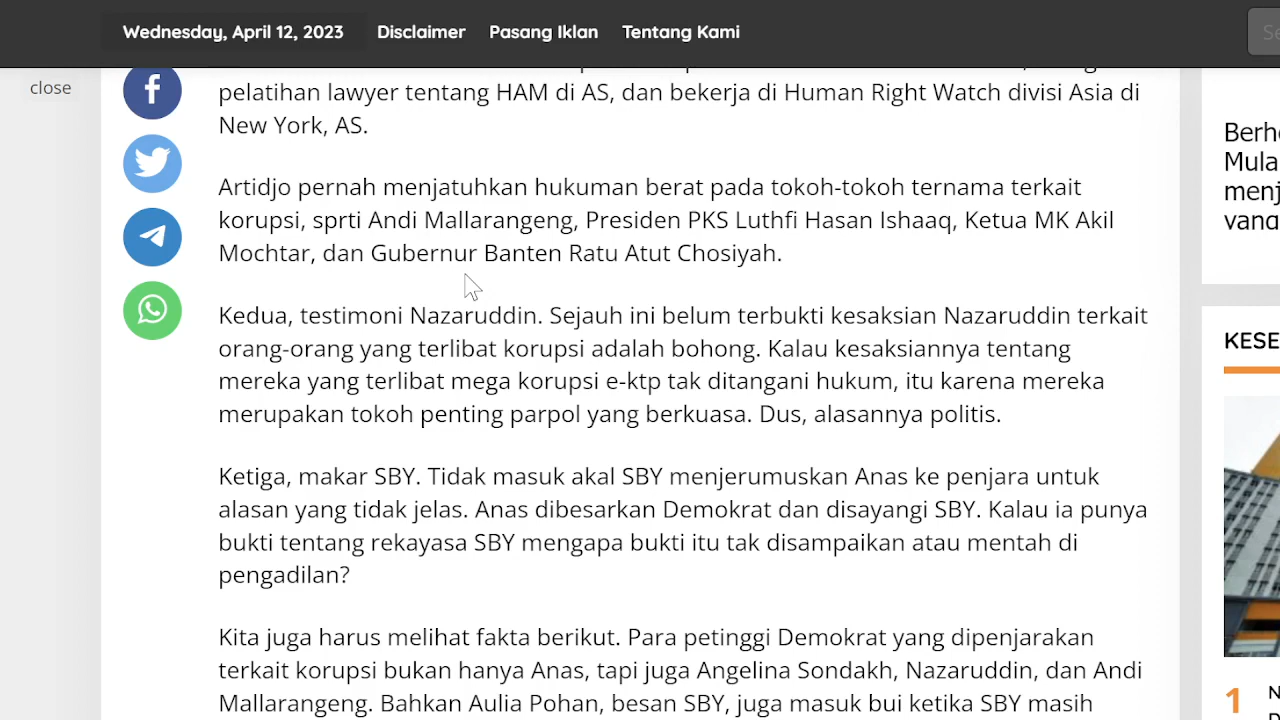 Wednesday, April 12, 2023 Disclaimer Pasang Iklan Tentang Kami
close
pelatihan lawyer tentang HAM di AS, dan bekerja di Human Right Watch divisi Asia di
New York, AS.
Artidjo pernah menjatuhkan hukuman berat pada tokoh-tokoh ternama terkait
korupsi, sprti Andi Mallarangeng, Presiden PKS Luthfi Hasan Ishaaq, Ketua MK Akil
Mochtar, dan Gubernur Banten Ratu Atut Chosiyah.
Kedua, testimoni Nazaruddin. Sejauh ini belum terbukti kesaksian Nazaruddin terkait
orang-orang yang terlibat korupsi adalah bohong. Kalau kesaksiannya tentang
mereka yang terlibat mega korupsi e-ktp tak ditangani hukum, itu karena mereka
merupakan tokoh penting parpol yang berkuasa. Dus, alasannya politis.
Ketiga, makar SBY. Tidak masuk akal SBY menjerumuskan Anas ke penjara untuk
alasan yang tidak jelas. Anas dibesarkan Demokrat dan disayangi SBY. Kalau ia punya
bukti tentang rekayasa SBY mengapa bukti itu tak disampaikan atau mentah di
pengadilan?
Kita juga harus melihat fakta berikut. Para petinggi Demokrat yang dipenjarakan
terkait korupsi bukan hanya Anas, tapi juga Angelina Sondakh, Nazaruddin, dan Andi
Mallarangeng. Bahkan Aulia Pohan, besan SBY, juga masuk bui ketika SBY masih
Berh
Mula
menj
vand
KESE
1